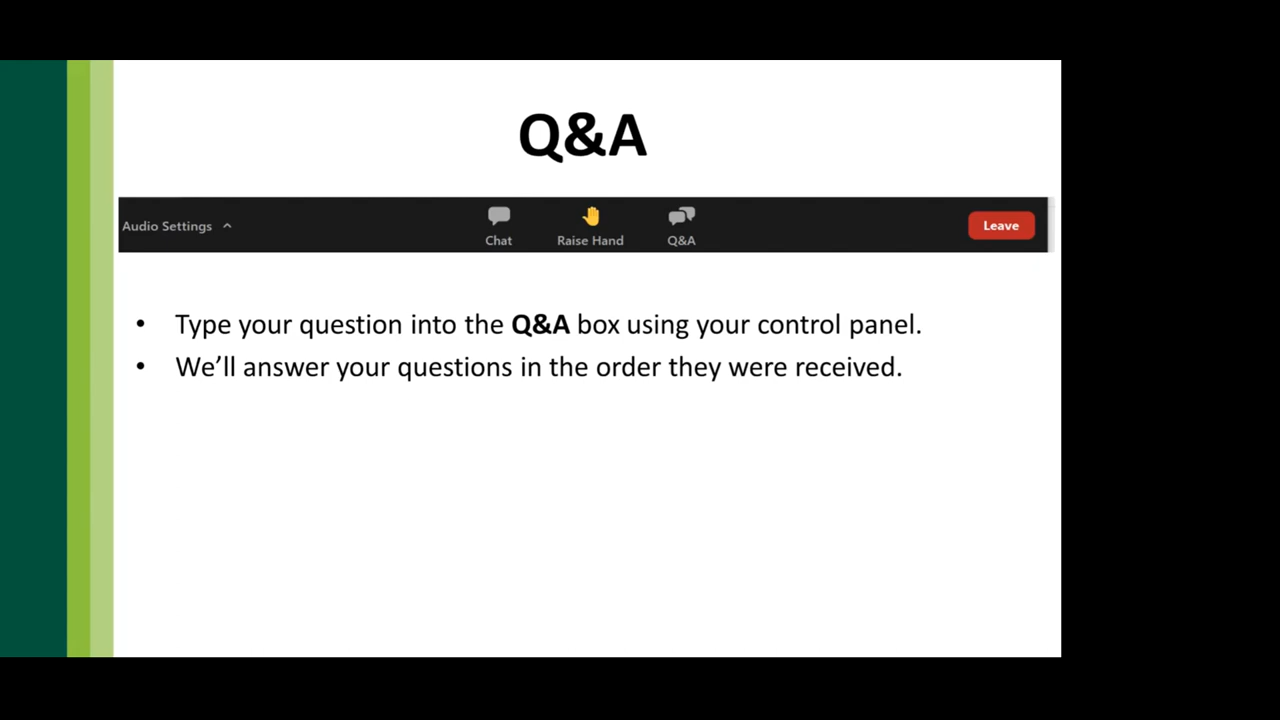 Q&A
Audio Settings
Chat
Raise Hand
Q&A
Leave
• Type your question into the Q&A box using your control panel.
• We’ll answer your questions in the order they were received.